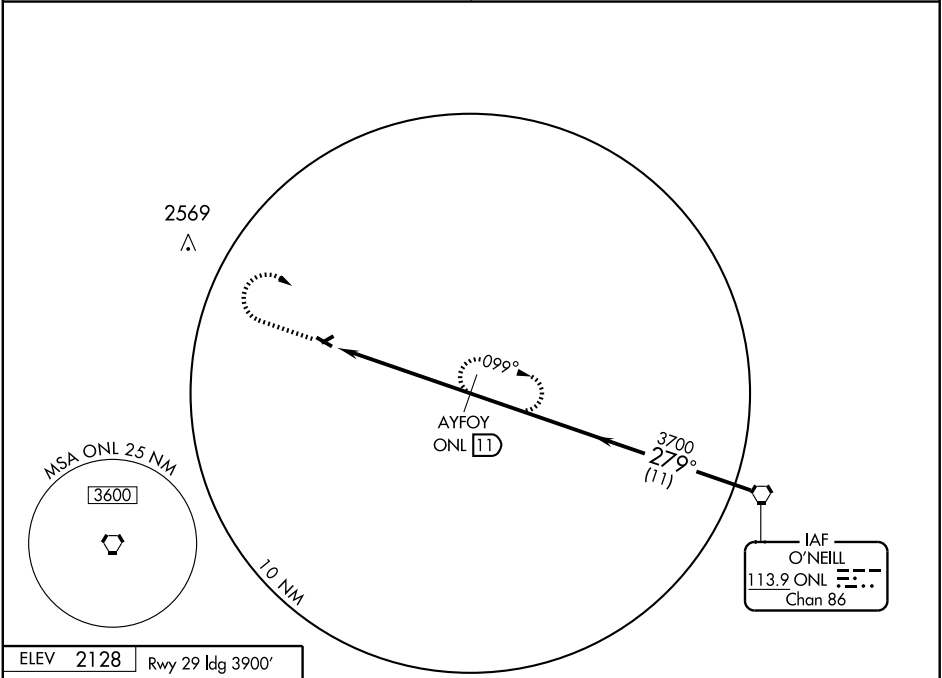 2569
099°
AYFOY
ONL 11
3700
279°
(11)
MSA ONL 25 NM
3600
10 NM
IAF
O'NEILL
113.9 ONL
Chan 86
ELEV 2128
Rwy 29 ldg 3900'